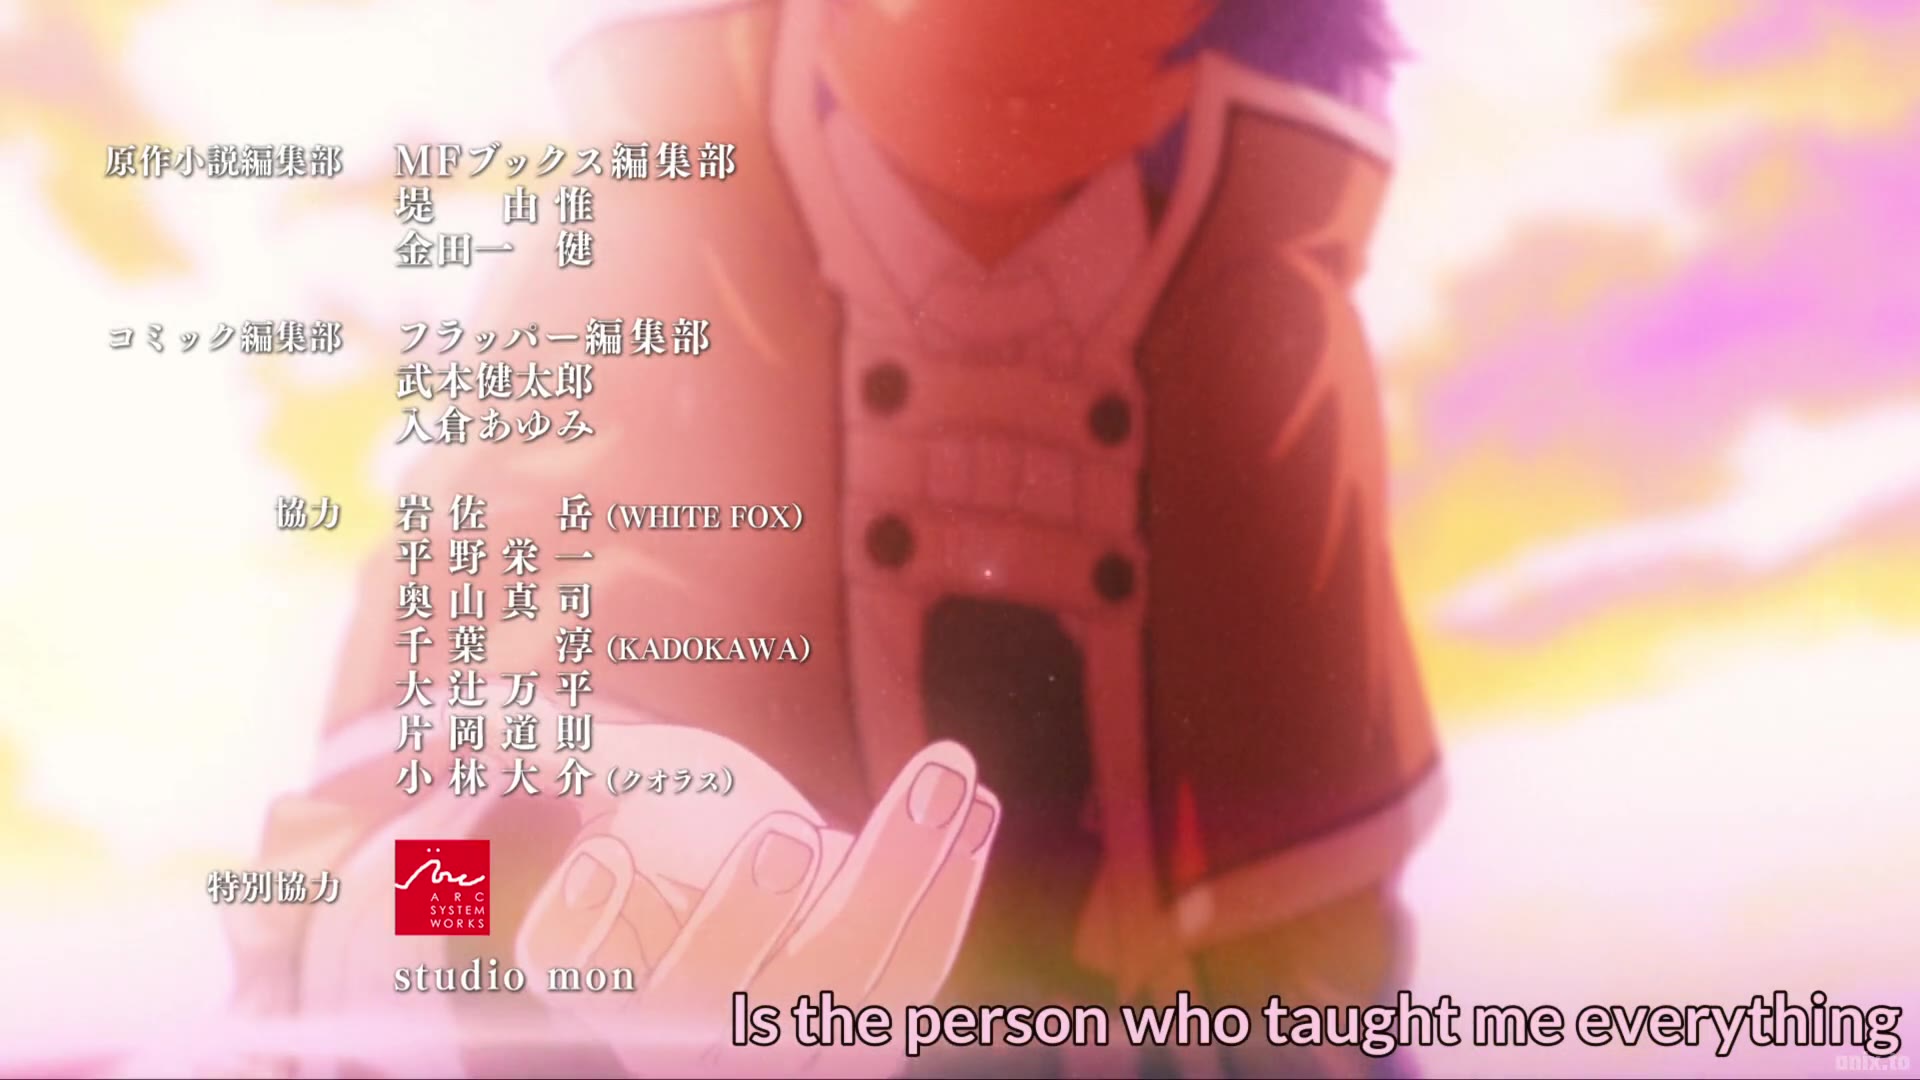 原作小説編集部 MFブックス編集部
堤 由惟
金田一 健
コミック編集部 フラッパー編集部
武本健太郎
入倉あゆみ
協力 岩佐 岳(WHITE FOX)
平野栄一
奥山真司
千葉 淳(KADOKAWA)
大辻万平
片岡道則
小林大介(クオラス)
特別協力 ARC
SYSTEM
WORKS
studio mon
Is the person who taught me everything
anix.to